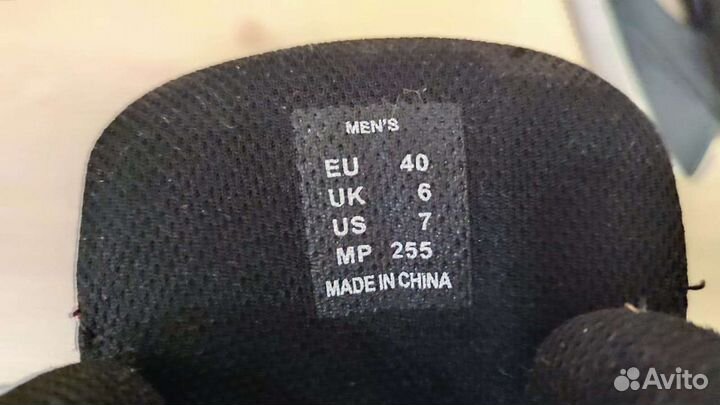 MEN'S
EU 40
UK 6
US 7
MP 255
MADE IN CHINA
Avito